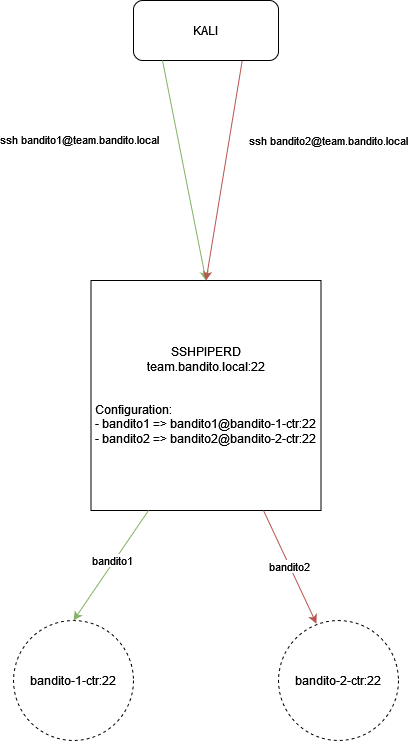 KALI
ssh bandito1@team.bandito.local
ssh bandito2@team.bandito.local
SSHPIPERD
team.bandito.local:22
Configuration:
- bandito1 => bandito1@bandito-1-ctr:22
- bandito2 => bandito2@bandito-2-ctr:22
bandito1
bandito2
bandito-1-ctr:22
bandito-2-ctr:22